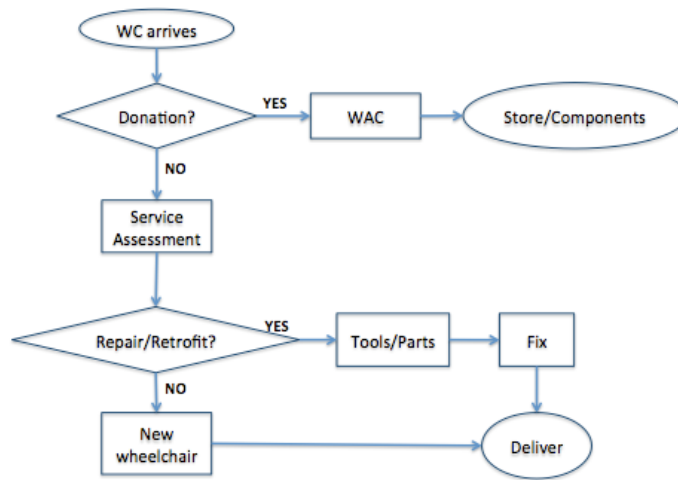 WC arrives
Donation?
YES
WAC
Store/Components
NO
Service
Assessment
Repair/Retrofit?
YES
Tools/Parts
Fix
NO
New
wheelchair
Deliver